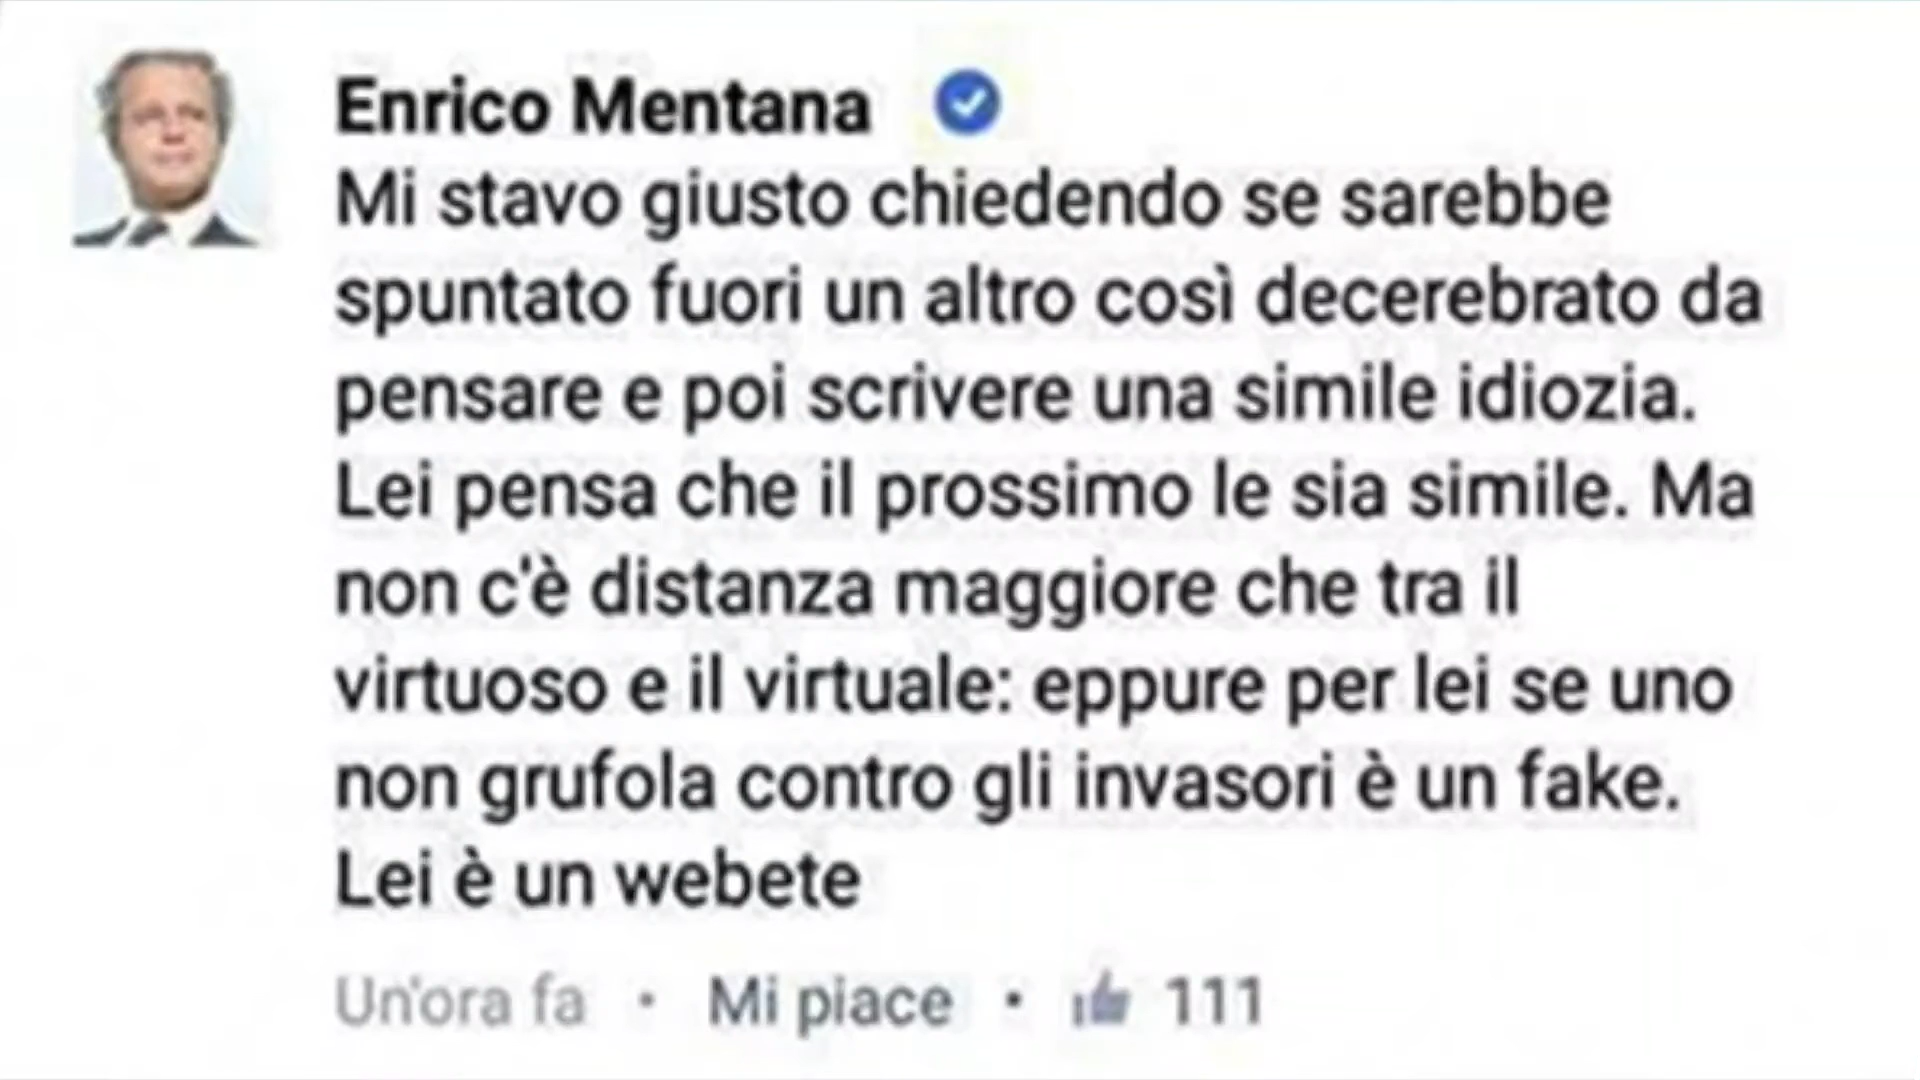 Enrico Mentana
Mi stavo giusto chiedendo se sarebbe
spuntato fuori un altro così decerebrato da
pensare e poi scrivere una simile idiozia.
Lei pensa che il prossimo le sia simile. Ma
non c'è distanza maggiore che tra il
virtuoso e il virtuale: eppure per lei se uno
non grufola contro gli invasori è un fake.
Lei è un webete
Un'ora fa • Mi piace • 111